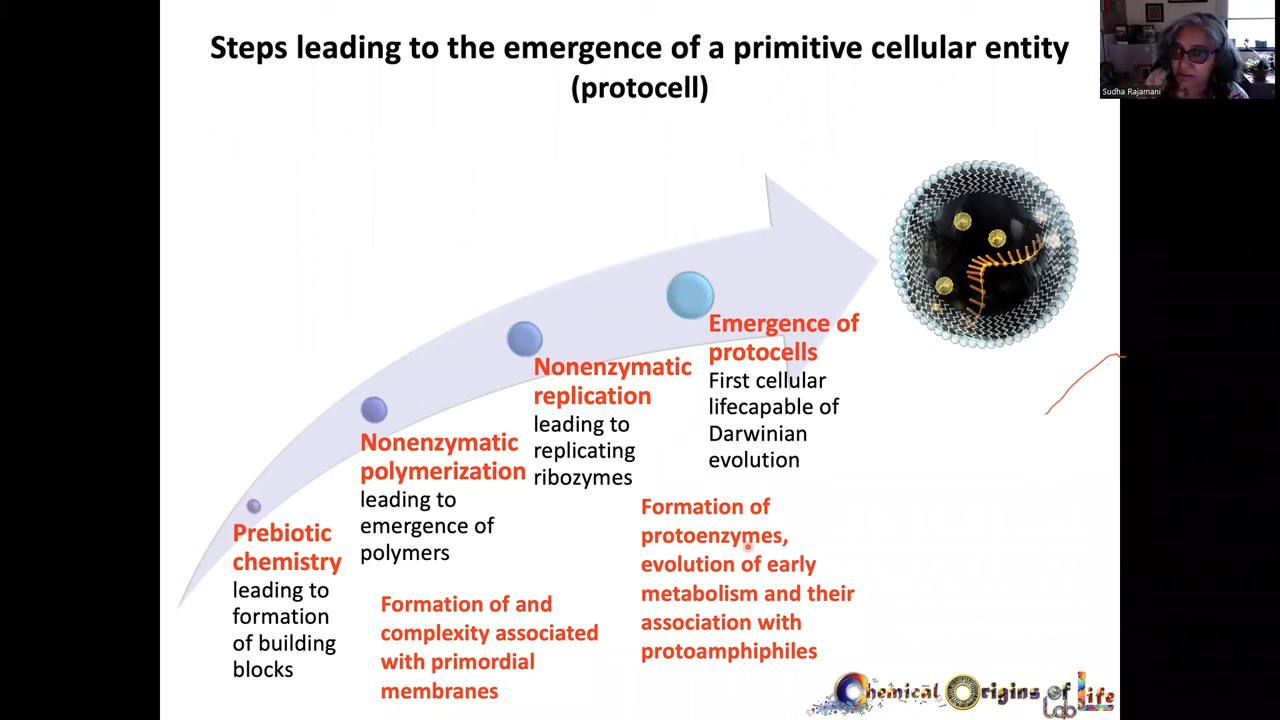 Steps leading to the emergence of a primitive cellular entity
(protocell)
Sudha Rajamani
Emergence of
protocells
First cellular
lifecapable of
Darwinian
evolution
Nonenzymatic
replication
leading to
replicating
ribozymes
Nonenzymatic
polymerization
leading to
emergence of
polymers
Prebiotic
chemistry
leading to
formation
of building
blocks
Formation of and
complexity associated
with primordial
membranes
Formation of
protoenzymes,
evolution of early
metabolism and their
association with
protoamphiphiles
Chemical Origins of Life
Lab